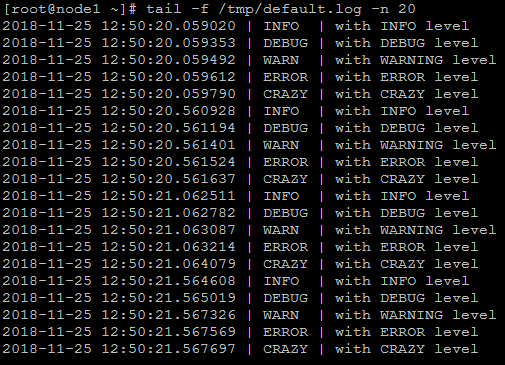 [root@node1 ~]# tail -f /tmp/default.log -n 20
2018-11-25 12:50:20.059020 | INFO  | with INFO level
2018-11-25 12:50:20.059353 | DEBUG | with DEBUG level
2018-11-25 12:50:20.059492 | WARN  | with WARNING level
2018-11-25 12:50:20.059612 | ERROR | with ERROR level
2018-11-25 12:50:20.059790 | CRAZY | with CRAZY level
2018-11-25 12:50:20.560928 | INFO  | with INFO level
2018-11-25 12:50:20.561194 | DEBUG | with DEBUG level
2018-11-25 12:50:20.561401 | WARN  | with WARNING level
2018-11-25 12:50:20.561524 | ERROR | with ERROR level
2018-11-25 12:50:20.561637 | CRAZY | with CRAZY level
2018-11-25 12:50:21.062511 | INFO  | with INFO level
2018-11-25 12:50:21.062782 | DEBUG | with DEBUG level
2018-11-25 12:50:21.063087 | WARN  | with WARNING level
2018-11-25 12:50:21.063214 | ERROR | with ERROR level
2018-11-25 12:50:21.064079 | CRAZY | with CRAZY level
2018-11-25 12:50:21.564608 | INFO  | with INFO level
2018-11-25 12:50:21.565019 | DEBUG | with DEBUG level
2018-11-25 12:50:21.567326 | WARN  | with WARNING level
2018-11-25 12:50:21.567569 | ERROR | with ERROR level
2018-11-25 12:50:21.567697 | CRAZY | with CRAZY level